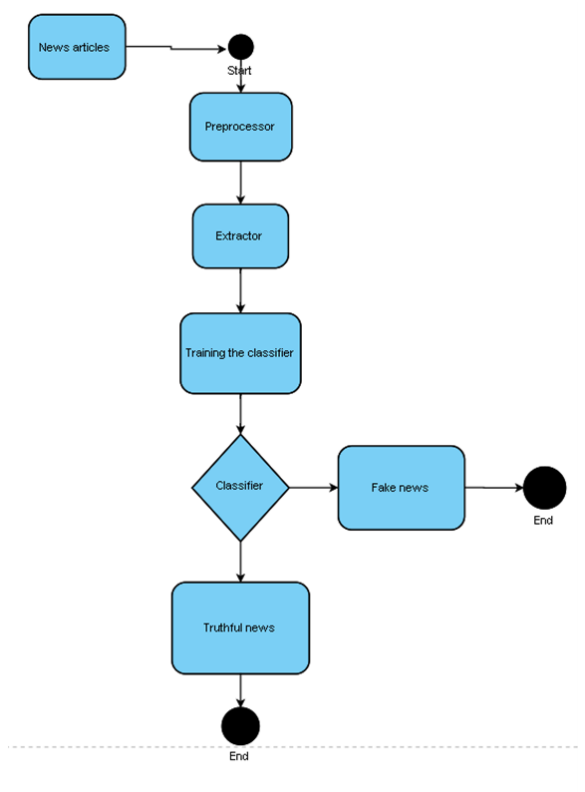 News articles
Start
Preprocessor
Extractor
Training the classifier
Classifier
Fake news
End
Truthful news
End